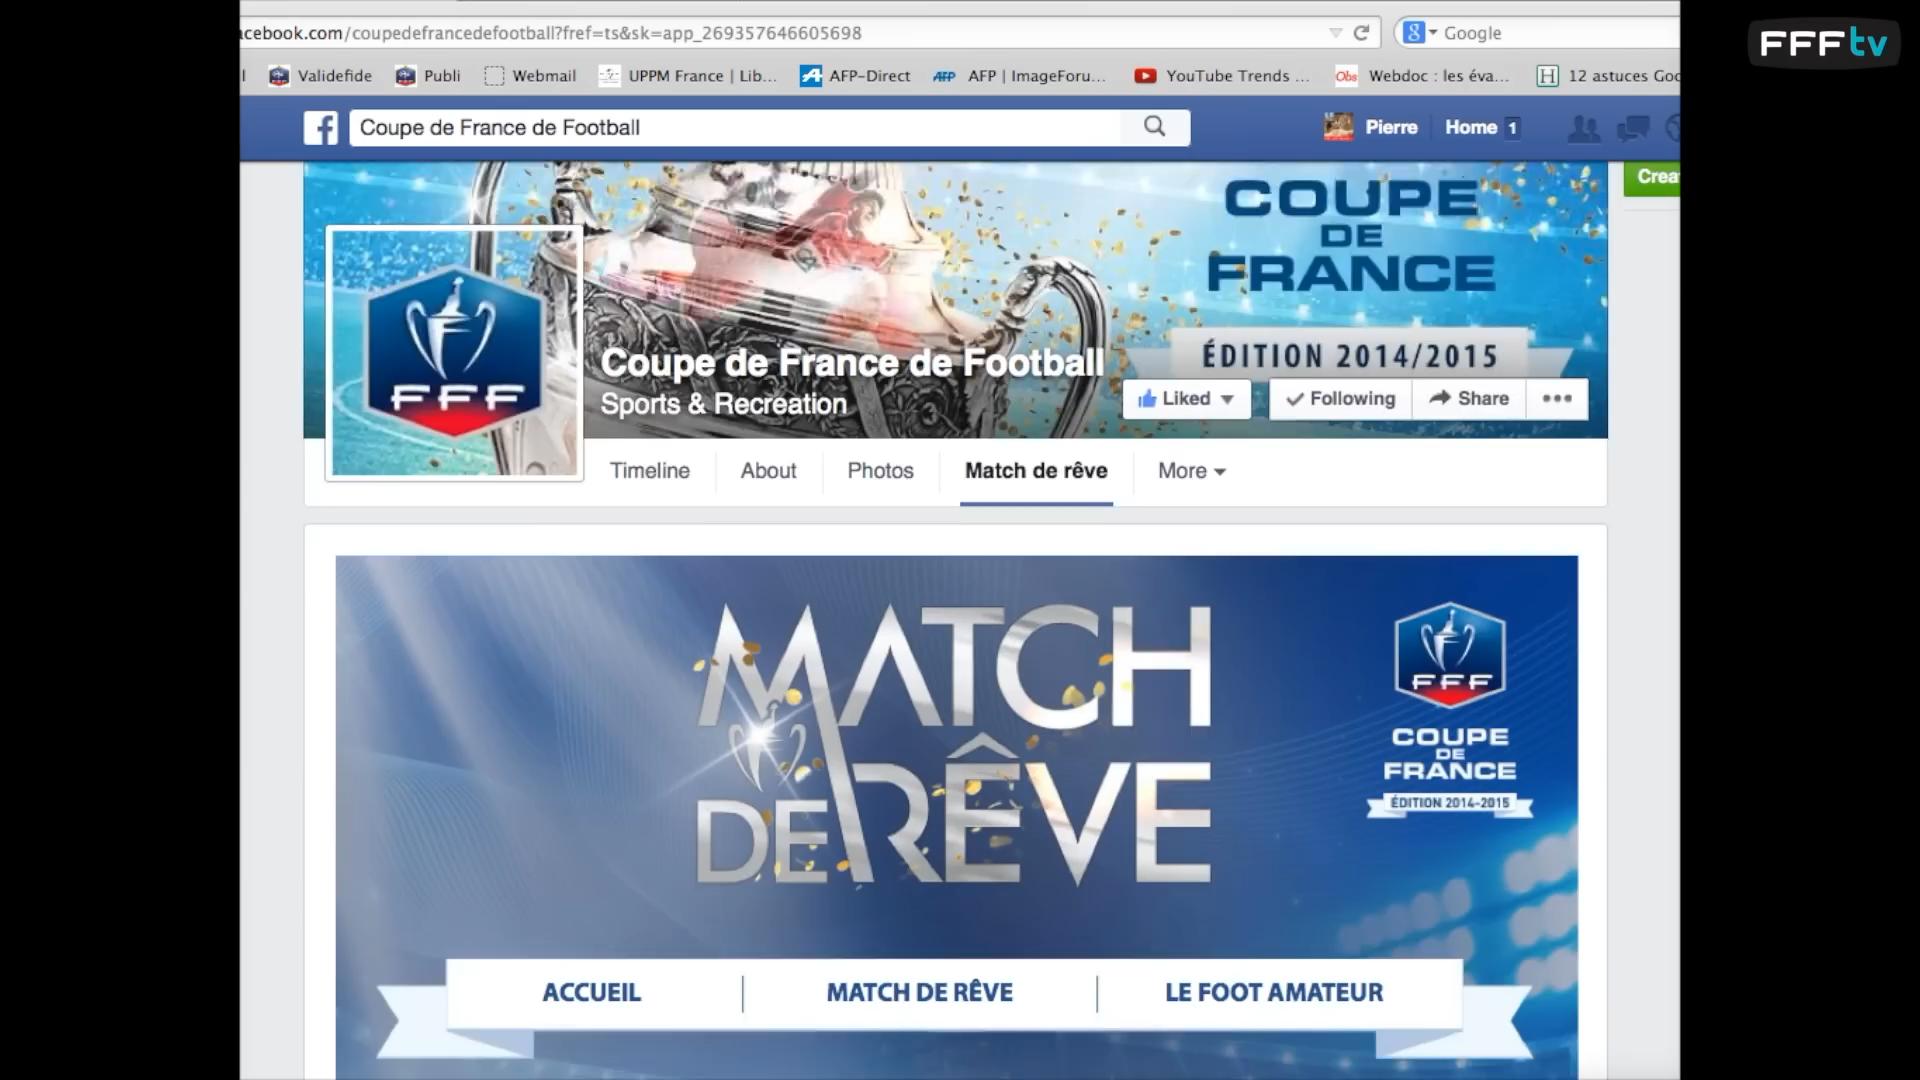 FFFtv
acebook.com/coupedefrancedefootball?fref=ts&sk=app_269357646605698
Google
Validefide
Publi
Webmail
UPPM France | Lib...
AFP-Direct
AFP
AFP | ImageForu...
YouTube Trends ...
Obs
Webdoc : les éva...
H
12 astuces Goo
f
Coupe de France de Football
Pierre
Home 1
Crea
COUPE
DE
FRANCE
ÉDITION 2014/2015
FFF
Coupe de France de Football
Sports & Recreation
Liked
Following
Share
Timeline
About
Photos
Match de rêve
More
MATCH
DE RÊVE
FFF
COUPE
DE
FRANCE
ÉDITION 2014-2015
ACCUEIL
MATCH DE RÊVE
LE FOOT AMATEUR